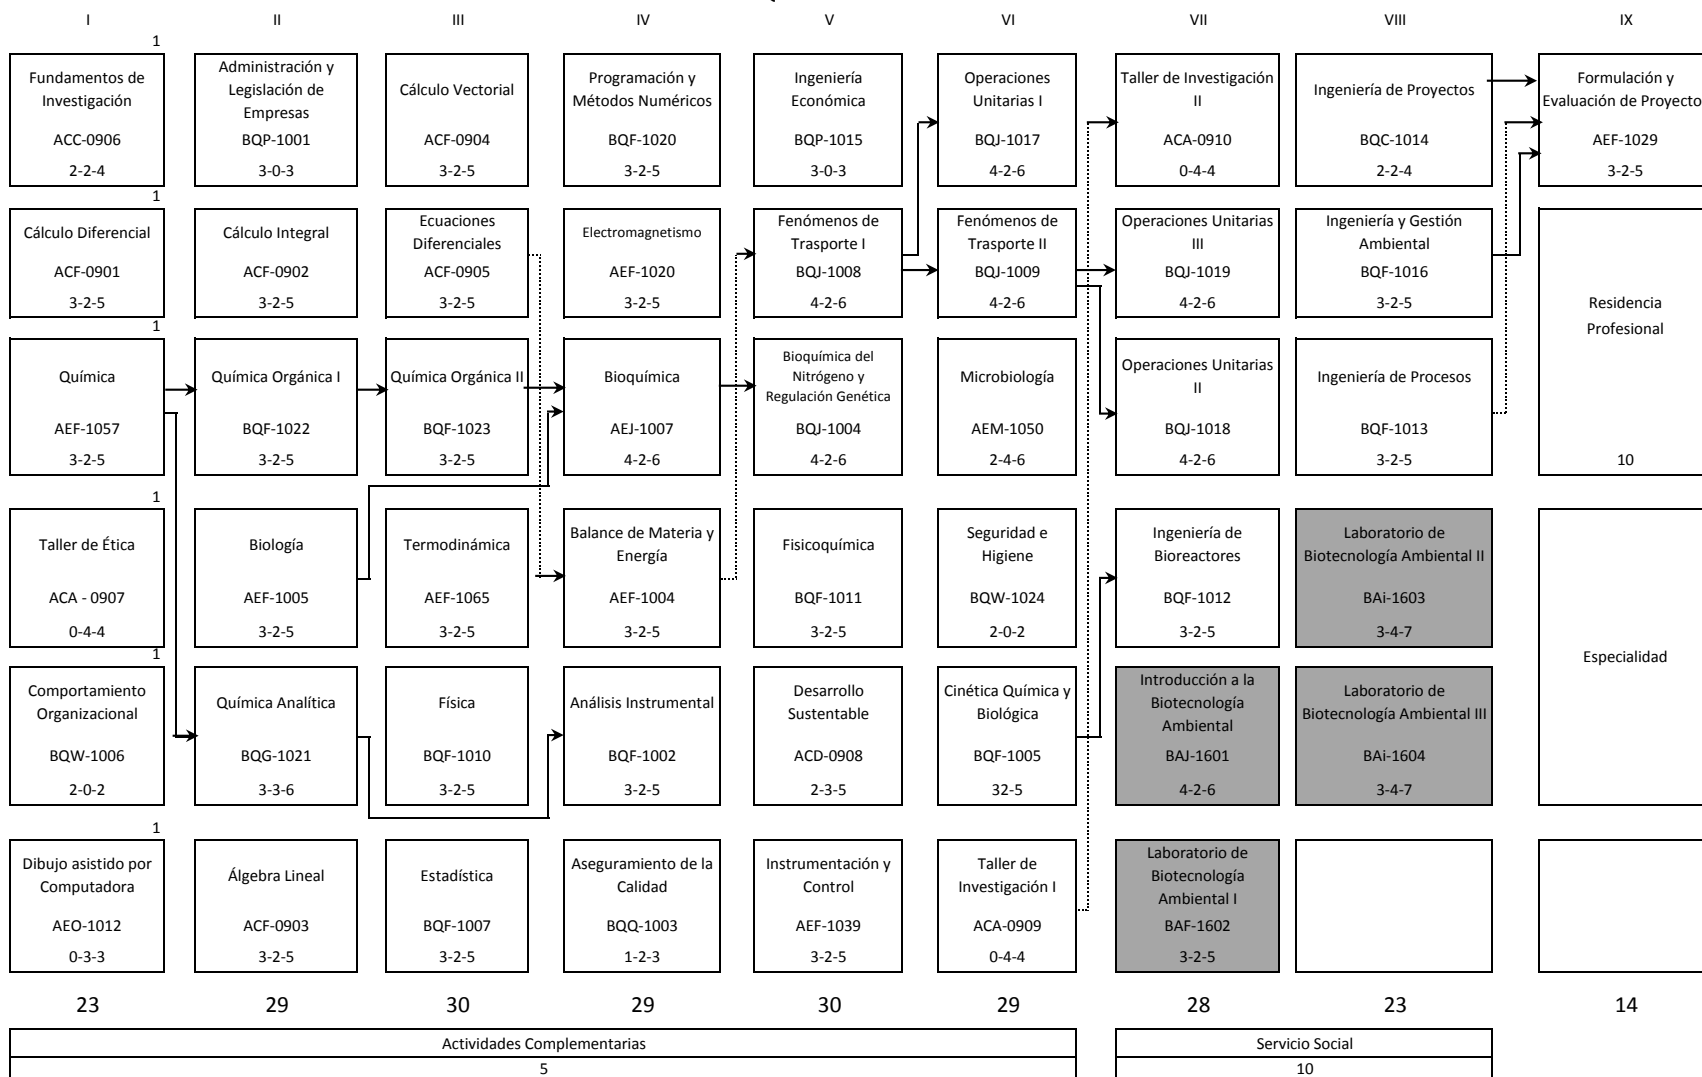 I II III IV V VI VII VIII IX
1
Fundamentos de
Investigación
ACC-0906
2-2-4
Administración y
Legislación de
Empresas
BQP-1001
3-0-3
Cálculo Vectorial
ACF-0904
3-2-5
Programación y
Métodos Numéricos
BQF-1020
3-2-5
Ingeniería
Económica
BQP-1015
3-0-3
Operaciones
Unitarias I
BQJ-1017
4-2-6
Taller de Investigación
II
ACA-0910
0-4-4
Ingeniería de Proyectos
BQC-1014
2-2-4
Formulación y
Evaluación de Proyecto
AEF-1029
3-2-5
1
Cálculo Diferencial
ACF-0901
3-2-5
Cálculo Integral
ACF-0902
3-2-5
Ecuaciones
Diferenciales
ACF-0905
3-2-5
Electromagnetismo
AEF-1020
3-2-5
Fenómenos de
Trasporte I
BQJ-1008
4-2-6
Fenómenos de
Trasporte II
BQJ-1009
4-2-6
Operaciones Unitarias
III
BQJ-1019
4-2-6
Ingeniería y Gestión
Ambiental
BQF-1016
3-2-5
Residencia
Profesional
10
1
Química
AEF-1057
3-2-5
Química Orgánica I
BQF-1022
3-2-5
Química Orgánica II
BQF-1023
3-2-5
Bioquímica
AEJ-1007
4-2-6
Bioquímica del
Nitrógeno y
Regulación Genética
BQJ-1004
4-2-6
Microbiología
AEM-1050
2-4-6
Operaciones Unitarias
II
BQJ-1018
4-2-6
Ingeniería de Procesos
BQF-1013
3-2-5
1
Taller de Ética
ACA - 0907
0-4-4
Biología
AEF-1005
3-2-5
Termodinámica
AEF-1065
3-2-5
Balance de Materia y
Energía
AEF-1004
3-2-5
Fisicoquímica
BQF-1011
3-2-5
Seguridad e
Higiene
BQW-1024
2-0-2
Ingeniería de
Bioreactores
BQF-1012
3-2-5
Laboratorio de
Biotecnología Ambiental II
BAi-1603
3-4-7
Especialidad
1
Comportamiento
Organizacional
BQW-1006
2-0-2
Química Analítica
BQG-1021
3-3-6
Física
BQF-1010
3-2-5
Análisis Instrumental
BQF-1002
3-2-5
Desarrollo
Sustentable
ACD-0908
2-3-5
Cinética Química y
Biológica
BQF-1005
32-5
Introducción a la
Biotecnología
Ambiental
BAJ-1601
4-2-6
Laboratorio de
Biotecnología Ambiental III
BAi-1604
3-4-7
1
Dibujo asistido por
Computadora
AEO-1012
0-3-3
Álgebra Lineal
ACF-0903
3-2-5
Estadística
BQF-1007
3-2-5
Aseguramiento de la
Calidad
BQQ-1003
1-2-3
Instrumentación y
Control
AEF-1039
3-2-5
Taller de
Investigación I
ACA-0909
0-4-4
Laboratorio de
Biotecnología
Ambiental I
BAF-1602
3-2-5
23 29 30 29 30 29 28 23 14
Actividades Complementarias
5
Servicio Social
10